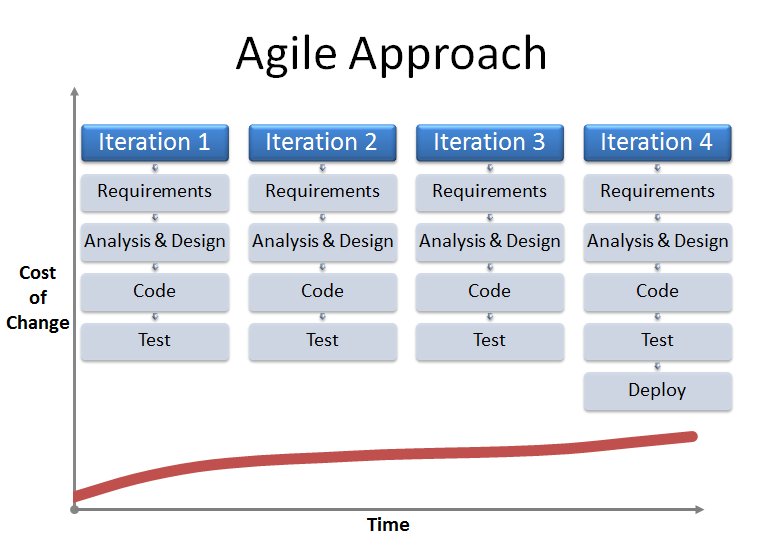 Agile Approach
Iteration 1
Iteration 2
Iteration 3
Iteration 4
Requirements
Requirements
Requirements
Requirements
Analysis & Design
Analysis & Design
Analysis & Design
Analysis & Design
Cost
of
Change
Code
Code
Code
Code
Test
Test
Test
Test
Deploy
Time